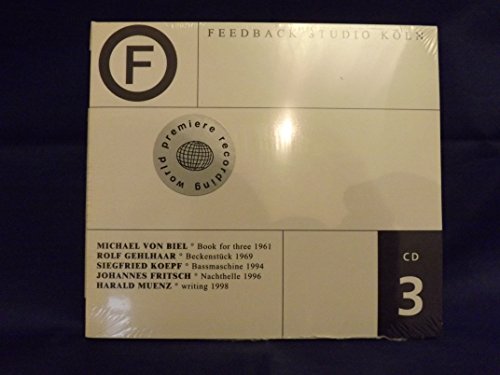 F
FEEDBACK STUDIO KÖLN
world premiere recording
MICHAEL VON BIEL * Book for three 1961
ROLF GEHLHAAR * Beckenstück 1969
SIEGFRIED KOEPF * Bassmaschine 1994
JOHANNES FRITSCH * Nachthelle 1996
HARALD MUENZ * writing 1998
CD
3